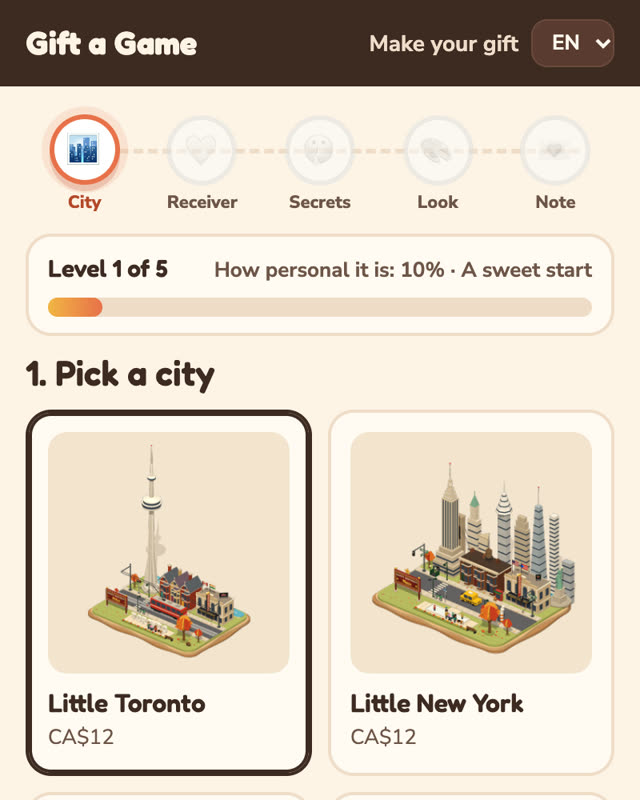 Gift a Game
Make your gift
EN
City
Receiver
Secrets
Look
Note
Level 1 of 5
How personal it is: 10% · A sweet start
1. Pick a city
Little Toronto
CA$12
Little New York
CA$12